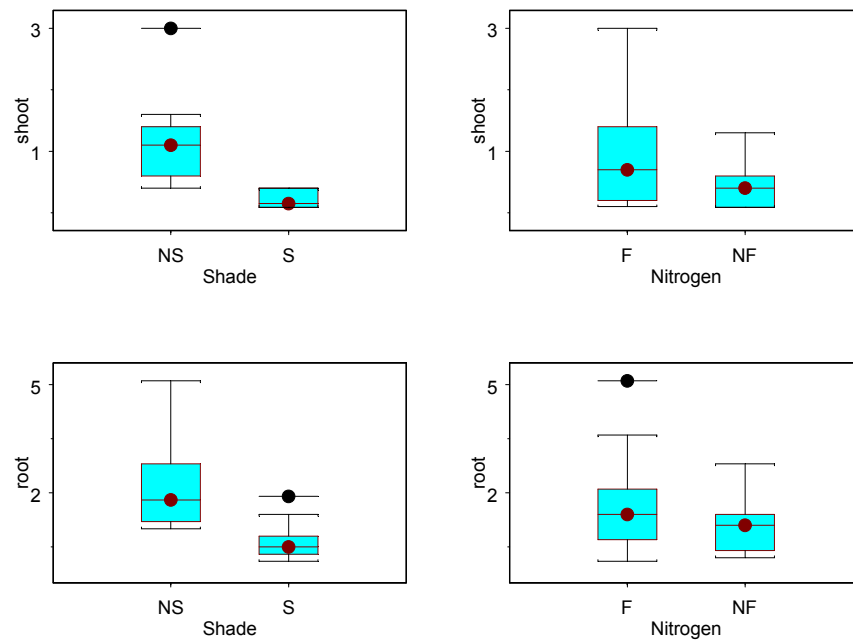 3
1
shoot
NS S
Shade
3
1
shoot
F NF
Nitrogen
5
2
root
NS S
Shade
5
2
root
F NF
Nitrogen